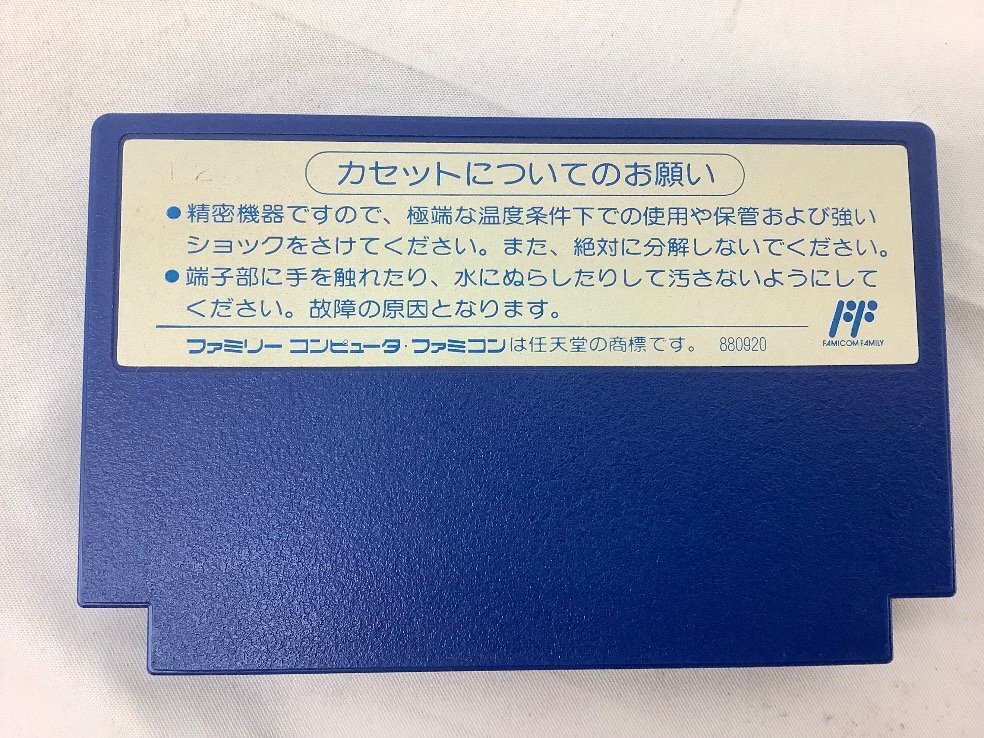 カセットについてのお願い
●精密機器ですので、極端な温度条件下での使用や保管および強い
ショックをさけてください。また、絶対に分解しないでください。
●端子部に手を触れたり、水にぬらしたりして汚さないようにして
ください。故障の原因となります。
ファミリー コンピュータ・ファミコンは任天堂の商標です。 880920
FAMICOM FAMILY